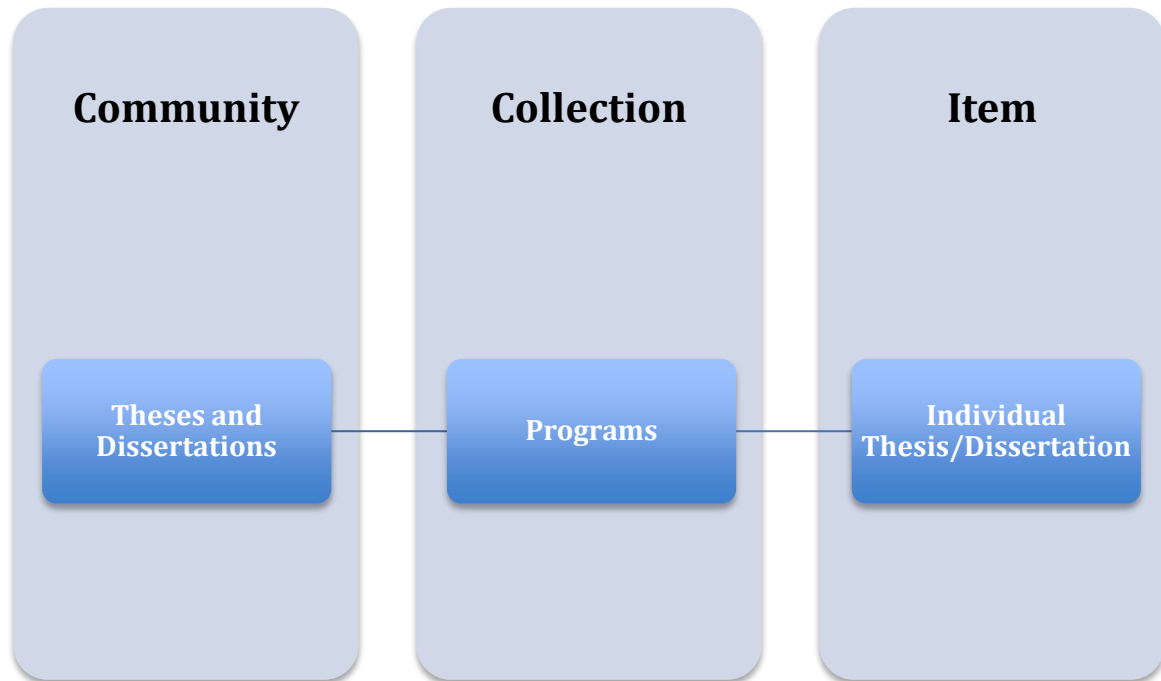 Community
Collection
Item
Theses and
Dissertations
Programs
Individual
Thesis/Dissertation